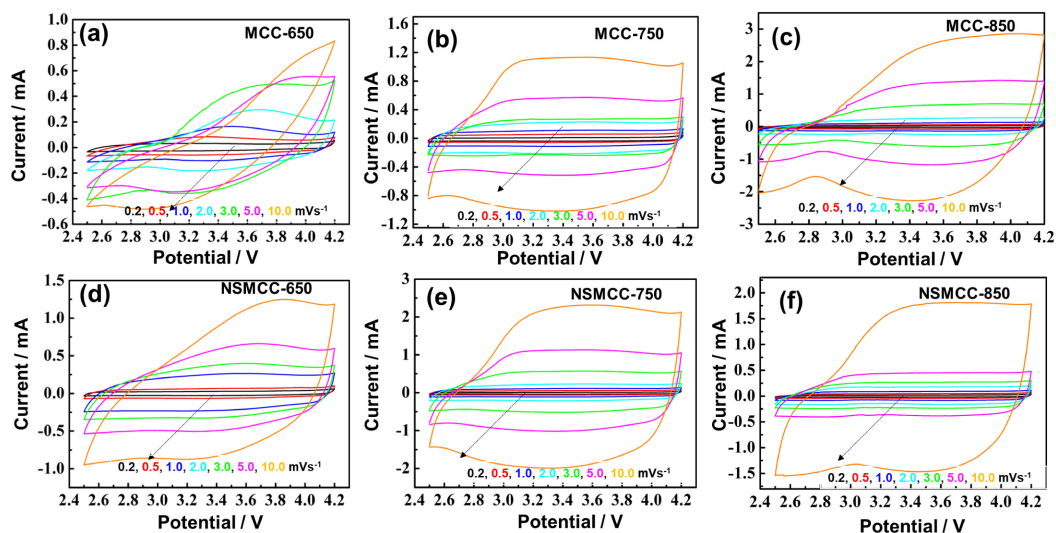 (a)
MCC-650
1.0
0.8
0.6
0.4
0.2
0.0
-0.2
-0.4
-0.6
Current / mA
0.2, 0.5, 1.0, 2.0, 3.0, 5.0, 10.0 mVs-1
2.4 2.6 2.8 3.0 3.2 3.4 3.6 3.8 4.0 4.2
Potential / V
(b)
MCC-750
1.6
1.2
0.8
0.4
0.0
-0.4
-0.8
-1.2
Current / mA
0.2, 0.5, 1.0, 2.0, 3.0, 5.0, 10.0 mVs-1
2.4 2.6 2.8 3.0 3.2 3.4 3.6 3.8 4.0 4.2
Potential / V
(c)
MCC-850
3
2
1
0
-1
-2
-3
Current / mA
0.2, 0.5, 1.0, 2.0, 3.0, 5.0, 10.0 mVs-1
2.6 2.8 3.0 3.2 3.4 3.6 3.8 4.0 4.2
Potential / V
(d)
NSMCC-650
1.5
1.0
0.5
0.0
-0.5
-1.0
Current / mA
0.2, 0.5, 1.0, 2.0, 3.0, 5.0, 10.0 mVs-1
2.4 2.6 2.8 3.0 3.2 3.4 3.6 3.8 4.0 4.2
Potential / V
(e)
NSMCC-750
3
2
1
0
-1
-2
Current / mA
0.2, 0.5, 1.0, 2.0, 3.0, 5.0, 10.0 mVs-1
2.4 2.6 2.8 3.0 3.2 3.4 3.6 3.8 4.0 4.2
Potential / V
(f)
NSMCC-850
2.0
1.5
1.0
0.5
0.0
-0.5
-1.0
-1.5
Current / mA
0.2, 0.5, 1.0, 2.0, 3.0, 5.0, 10.0 mVs-1
2.4 2.6 2.8 3.0 3.2 3.4 3.6 3.8 4.0 4.2
Potential / V